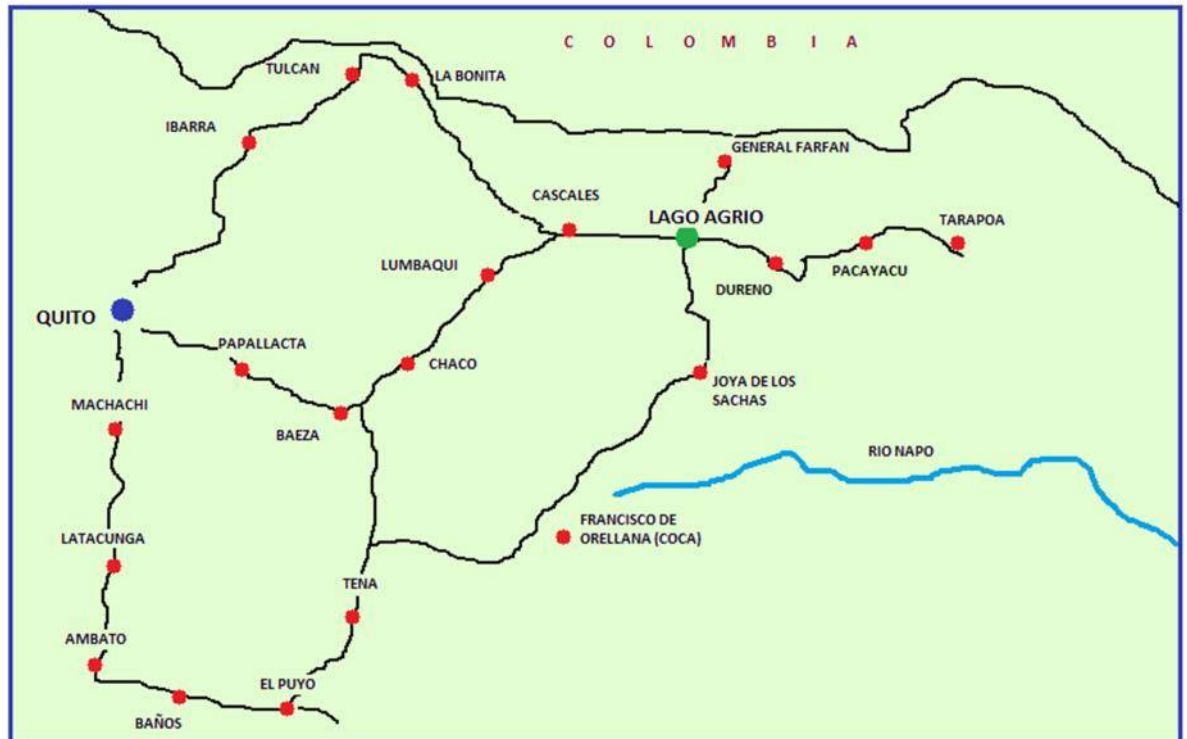 C O L O M B I A
TULCAN
LA BONITA
IBARRA
GENERAL FARFAN
CASCALES
LAGO AGRIO
TARAPOA
LUMBAQUI
PACAYACU
DURENO
QUITO
PAPALLACTA
CHACO
JOYA DE LOS
SACHAS
MACHACHI
BAEZA
RIO NAPO
FRANCISCO DE
ORELLANA (COCA)
LATACUNGA
TENA
AMBATO
EL PUYO
BAÑOS